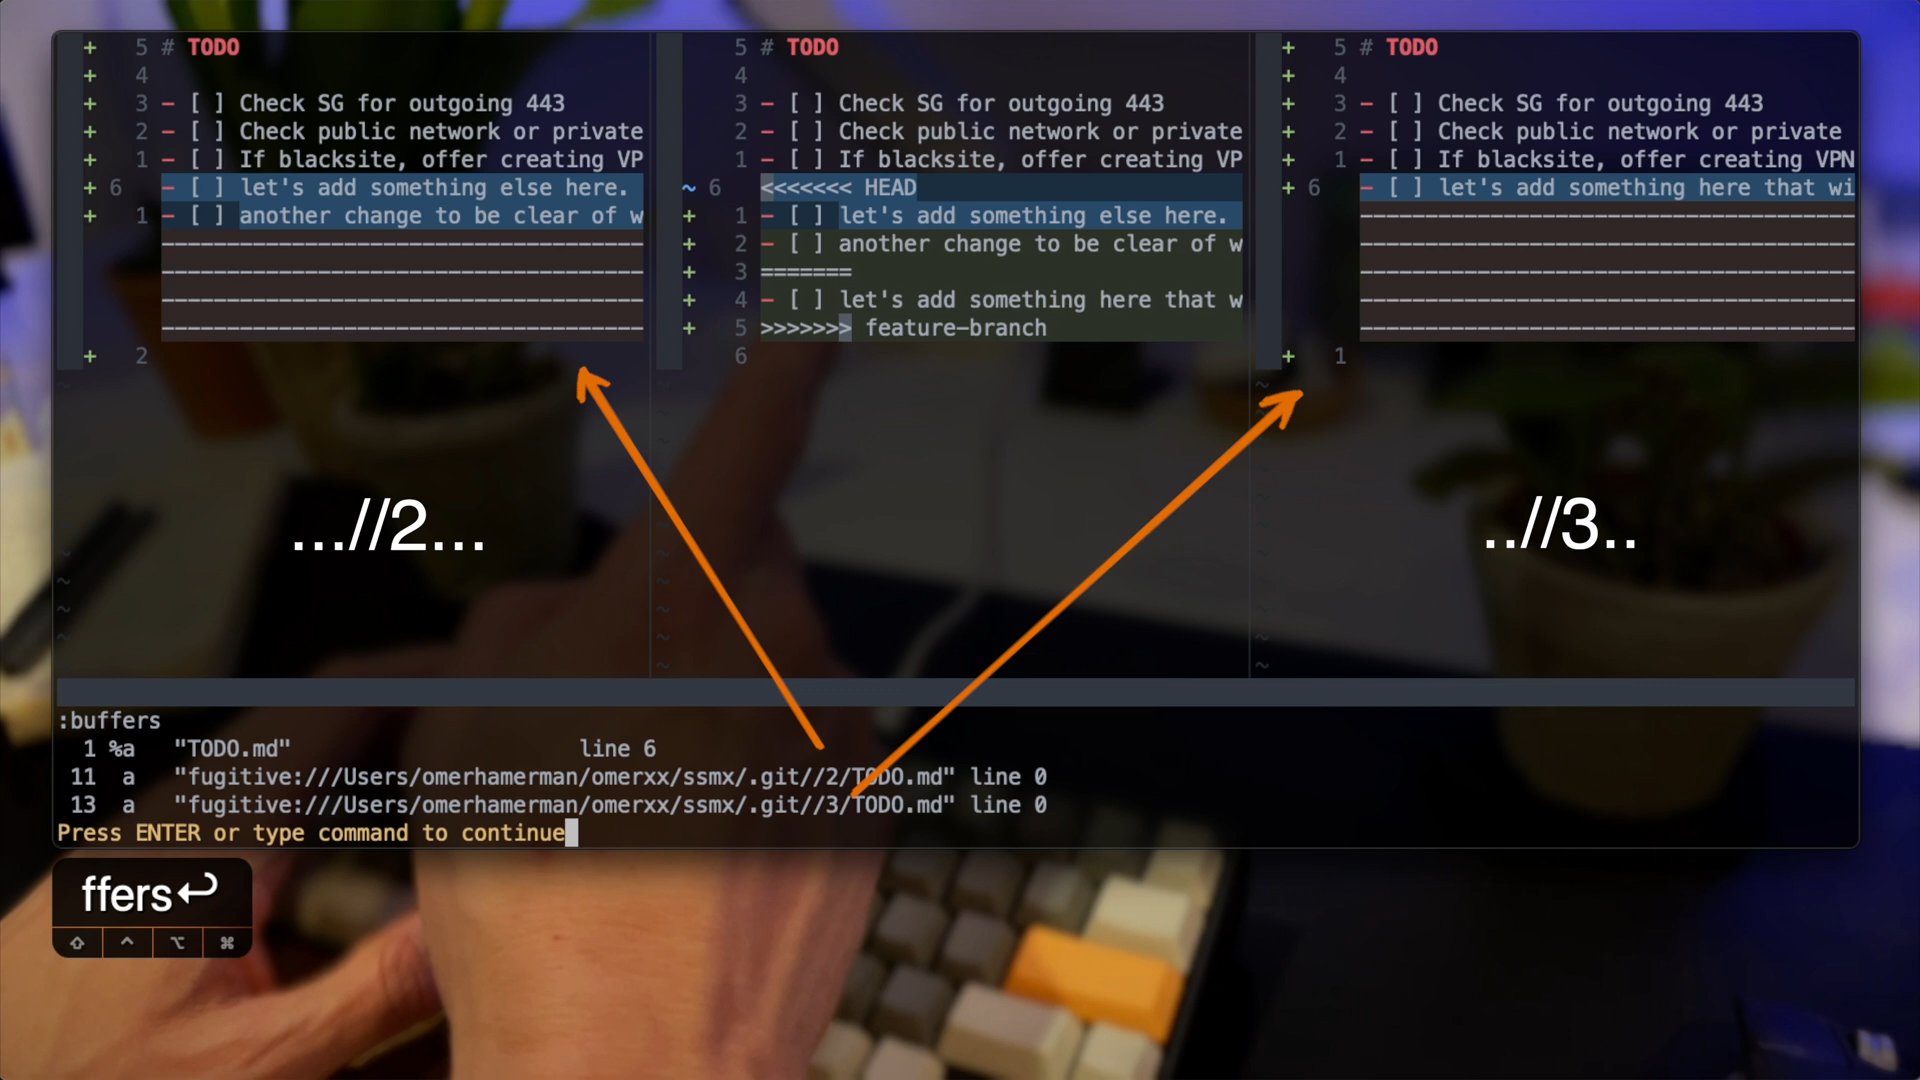 + 5 # TODO
+ 4
+ 3 - [ ] Check SG for outgoing 443
+ 2 - [ ] Check public network or private
+ 1 - [ ] If blacksite, offer creating VP
+ 6 - [ ] let's add something else here.
+ 1 - [ ] another change to be clear of w
+ 2
5 # TODO
4
3 - [ ] Check SG for outgoing 443
2 - [ ] Check public network or private
1 - [ ] If blacksite, offer creating VP
~ 6 <<<<<<< HEAD
+ 1 - [ ] let's add something else here.
+ 2 - [ ] another change to be clear of w
+ 3 =======
+ 4 - [ ] let's add something here that w
+ 5 >>>>>>> feature-branch
6
+ 5 # TODO
+ 4
+ 3 - [ ] Check SG for outgoing 443
+ 2 - [ ] Check public network or private
+ 1 - [ ] If blacksite, offer creating VPN
+ 6 - [ ] let's add something here that wi
+ 1
...//2...
..//3..
:buffers
1 %a "TODO.md" line 6
11 a "fugitive:///Users/omerhamerman/omerxx/ssmx/.git//2/TODO.md" line 0
13 a "fugitive:///Users/omerhamerman/omerxx/ssmx/.git//3/TODO.md" line 0
Press ENTER or type command to continue
ffers↩
⇧ ^ ⌥ ⌘